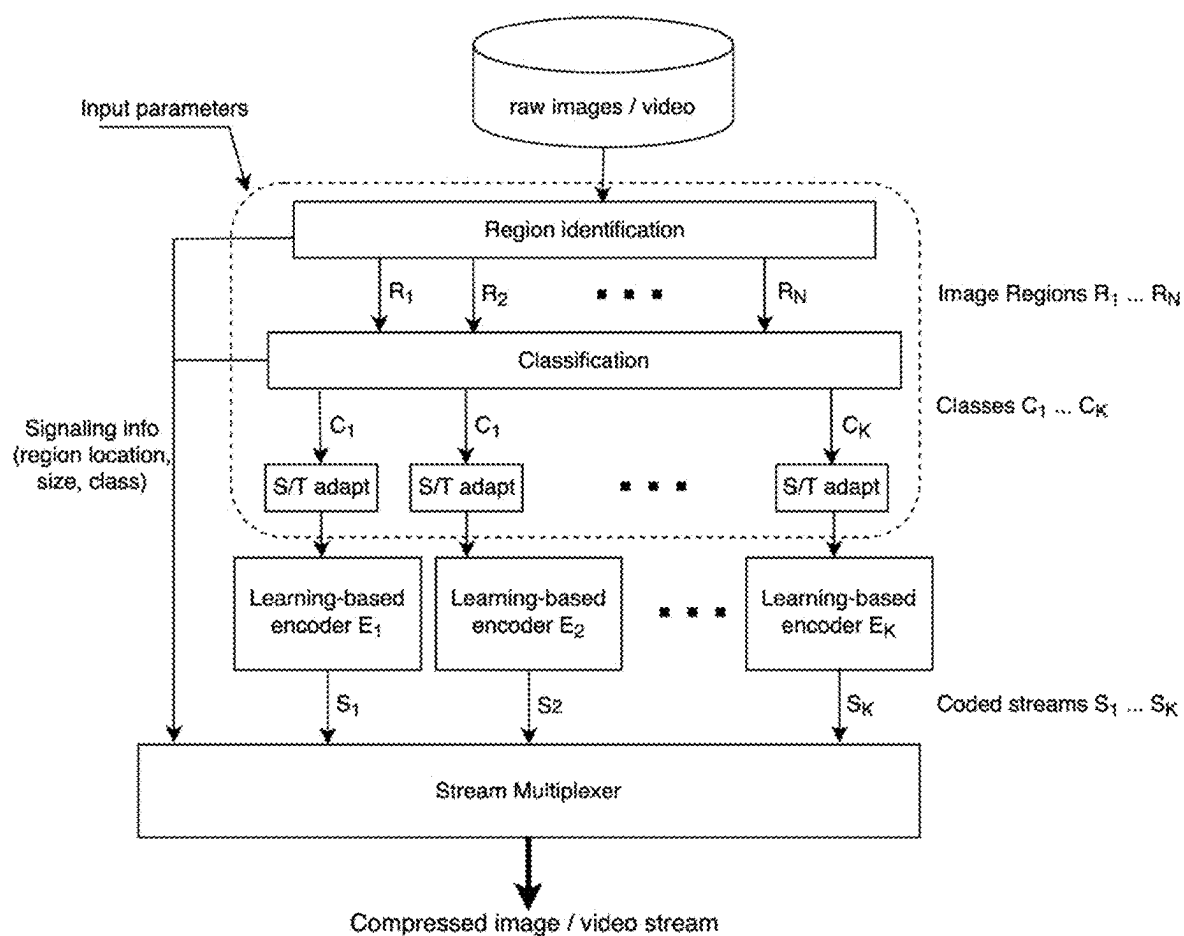 raw images / video
Input parameters
Region identification
R1 R2 RN
Image Regions R1 ... RN
Classification
Classes C1 ... CK
C1 C1 CK
Signaling info
(region location,
size, class)
S/T adapt S/T adapt S/T adapt
Learning-based
encoder E1
Learning-based
encoder E2
Learning-based
encoder EK
S1 S2 SK
Coded streams S1 ... SK
Stream Multiplexer
Compressed image / video stream